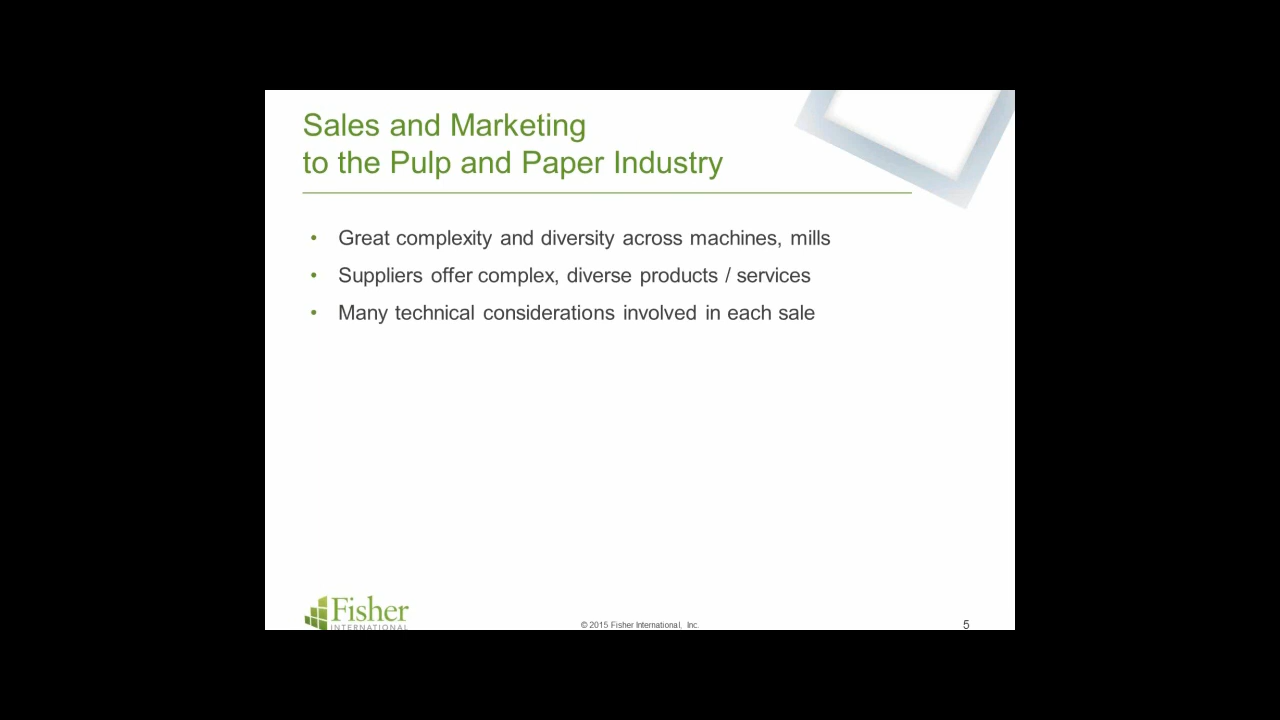 Sales and Marketing
to the Pulp and Paper Industry
• Great complexity and diversity across machines, mills
• Suppliers offer complex, diverse products / services
• Many technical considerations involved in each sale
Fisher
INTERNATIONAL
© 2015 Fisher International, Inc.
5